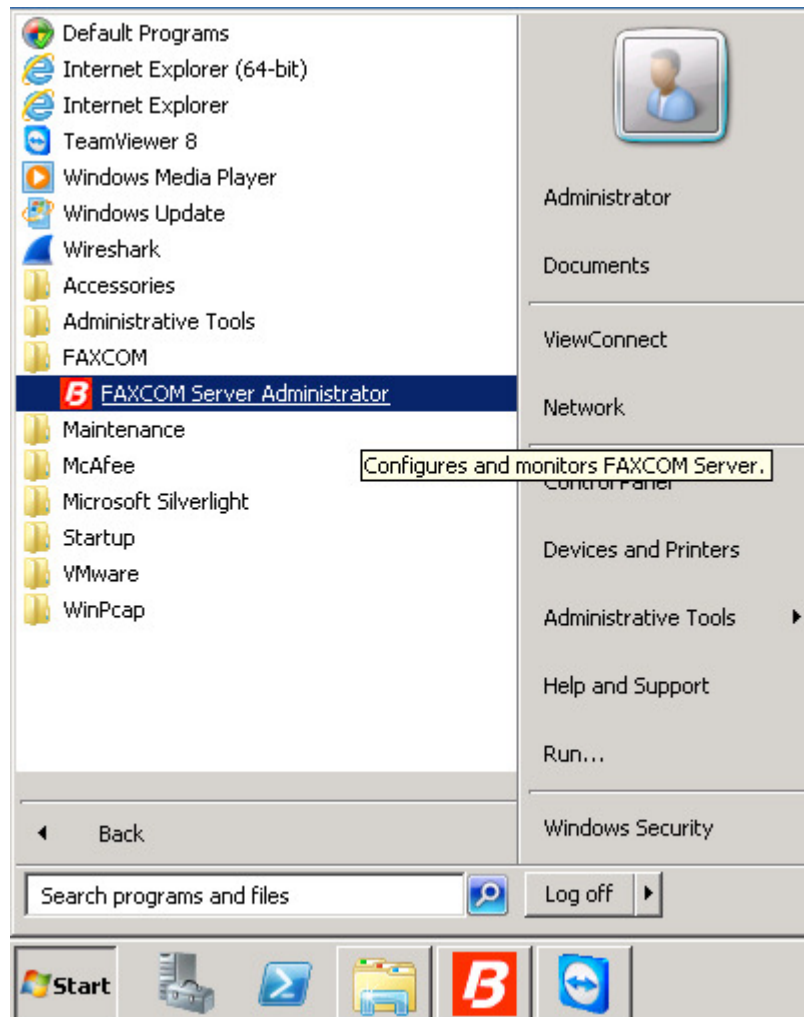 Default Programs
Internet Explorer (64-bit)
Internet Explorer
TeamViewer 8
Windows Media Player
Windows Update
Wireshark
Accessories
Administrative Tools
FAXCOM
B FAXCOM Server Administrator
Maintenance
McAfee
Microsoft Silverlight
Startup
VMware
WinPcap
Back
Search programs and files
Administrator
Documents
ViewConnect
Network
Configures and monitors FAXCOM Server.
Control Panel
Devices and Printers
Administrative Tools
Help and Support
Run...
Windows Security
Log off
Start
B